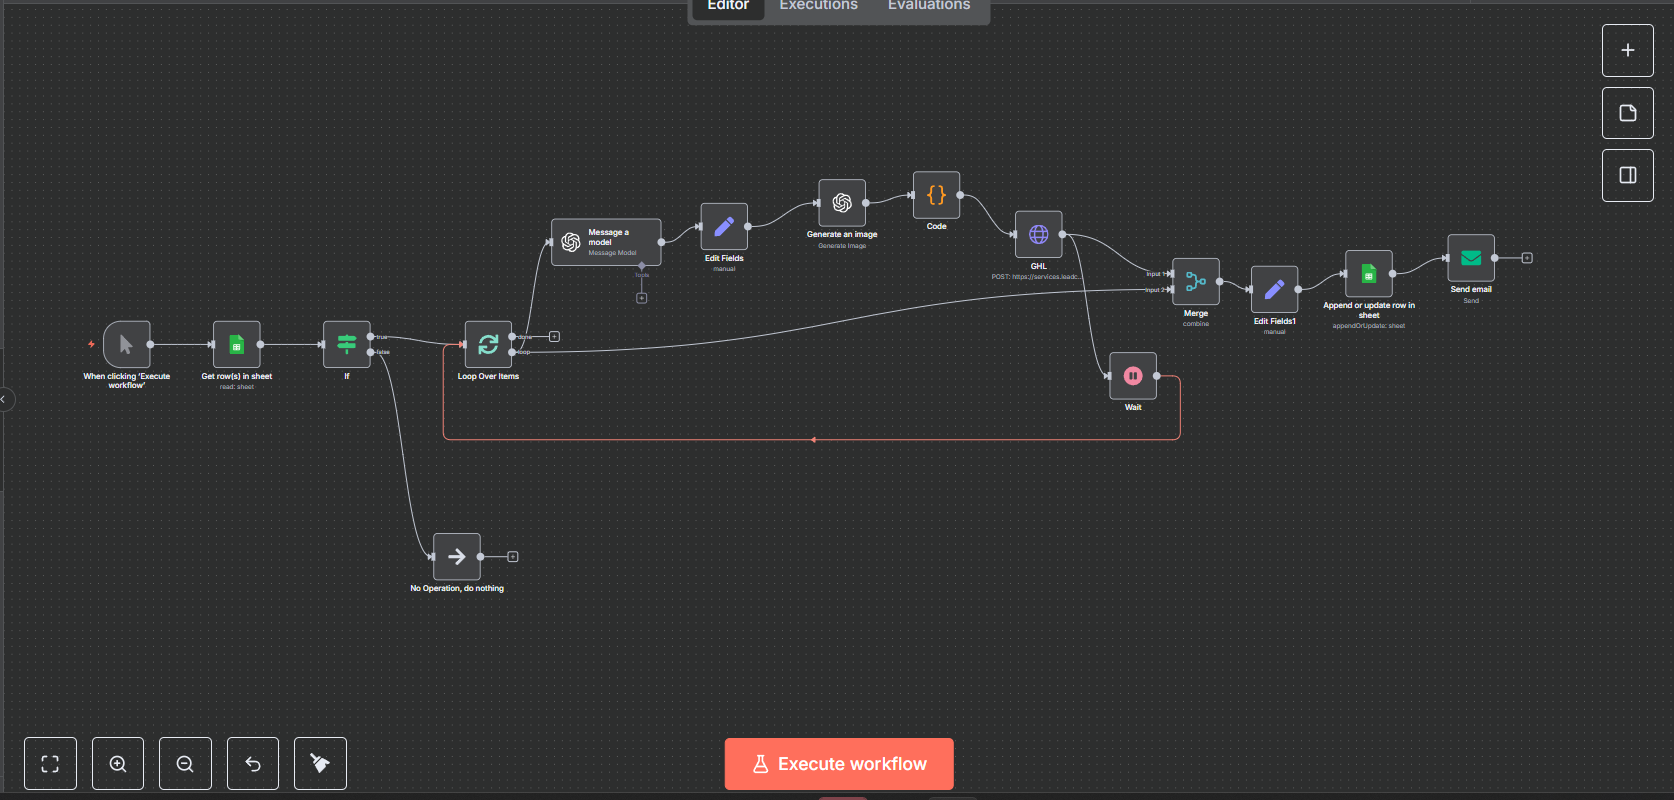 Editor
Executions
Evaluations
Message a
model
Message Model
Tools
Edit Fields
manual
Generate an image
Generate Image
Code
GHL
POST: https://services.leadc...
Input 1
Input 2
Merge
combine
Edit Fields1
manual
Append or update row in
sheet
appendOrUpdate: sheet
Send email
Send
When clicking 'Execute
workflow'
Get row(s) in sheet
read: sheet
true
false
If
done
loop
Loop Over Items
Wait
No Operation, do nothing
Execute workflow